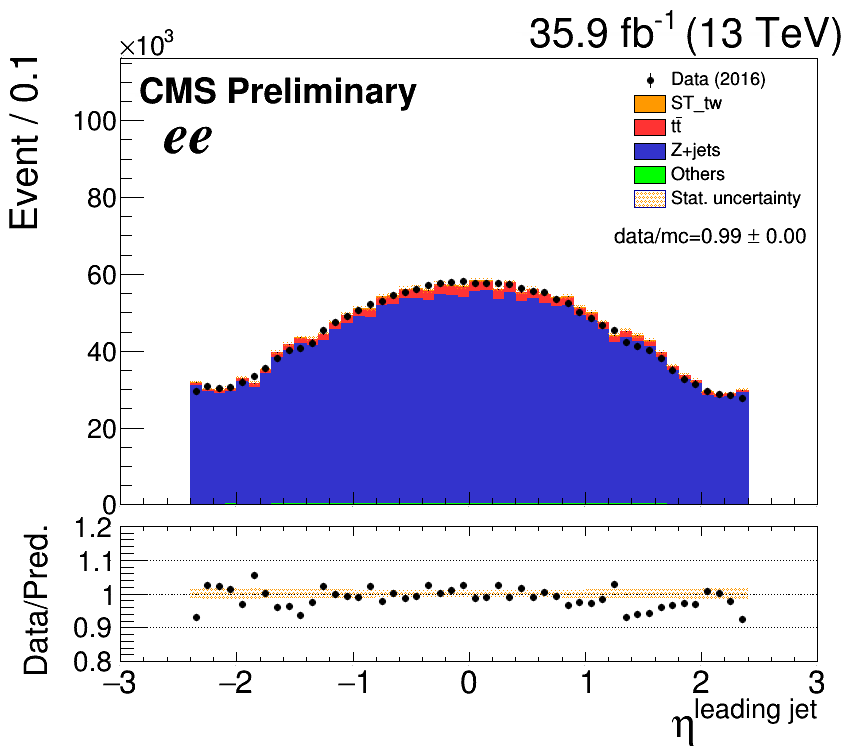 35.9 fb⁻¹ (13 TeV)
×10³
CMS Preliminary
ee
Data (2016)
ST_tw
tt̄
Z+jets
Others
Stat. uncertainty
data/mc=0.99 ± 0.00
Event / 0.1
100
80
60
40
20
0
Data/Pred.
1.2
1.1
1
0.9
0.8
−3 −2 −1 0 1 2 3
η^leading jet